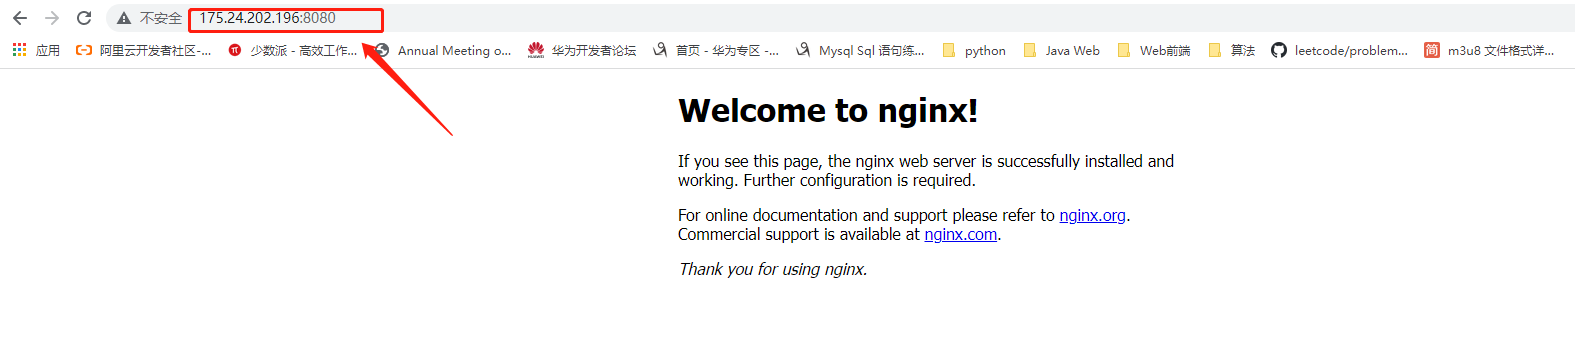 不安全 175.24.202.196:8080
应用 阿里云开发者社区-... 少数派 - 高效工作... Annual Meeting o... 华为开发者论坛 首页 - 华为专区 -... Mysql Sql 语句练... python Java Web Web前端 算法 leetcode/problem... 简 m3u8 文件格式详...
Welcome to nginx!
If you see this page, the nginx web server is successfully installed and
working. Further configuration is required.
For online documentation and support please refer to nginx.org.
Commercial support is available at nginx.com.
Thank you for using nginx.